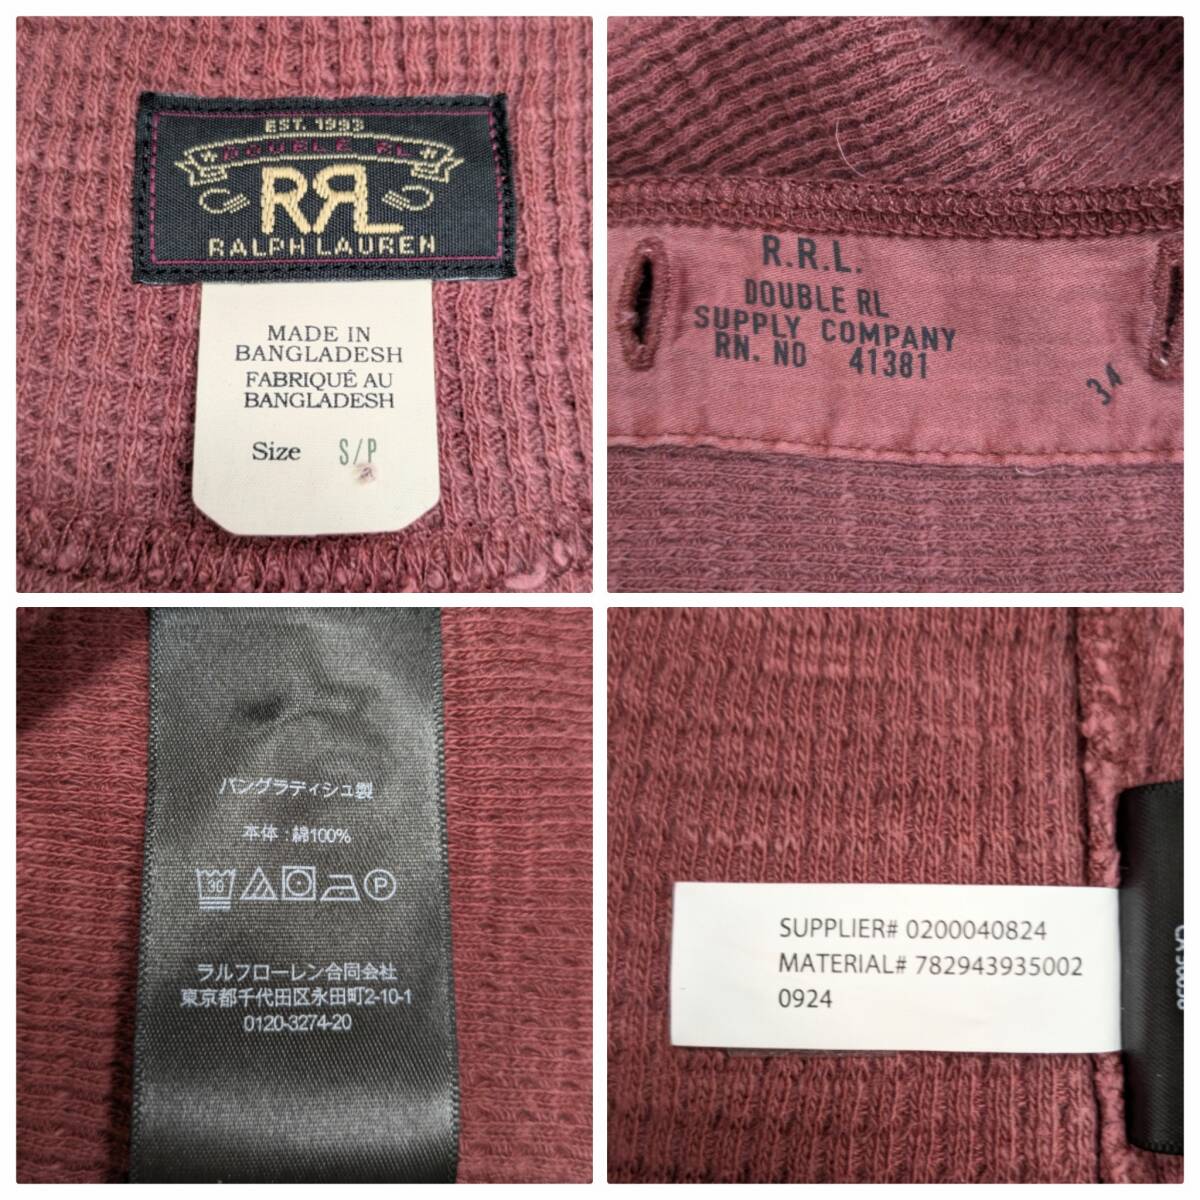 EST. 1993
DOUBLE RL
RRL
RALPH LAUREN
MADE IN
BANGLADESH
FABRIQUÉ AU
BANGLADESH
Size S/P
R.R.L.
DOUBLE RL
SUPPLY COMPANY
RN. NO 41381
34
バングラディシュ製
本体:綿100%
30
P
ラルフローレン合同会社
東京都千代田区永田町2-10-1
0120-3274-20
SUPPLIER# 0200040824
MATERIAL# 782943935002
0924